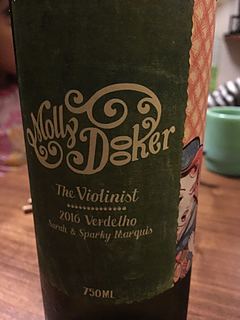 Molly
Dooker
The Violinist
2016 Verdelho
Sarah & Sparky Marquis
750ML